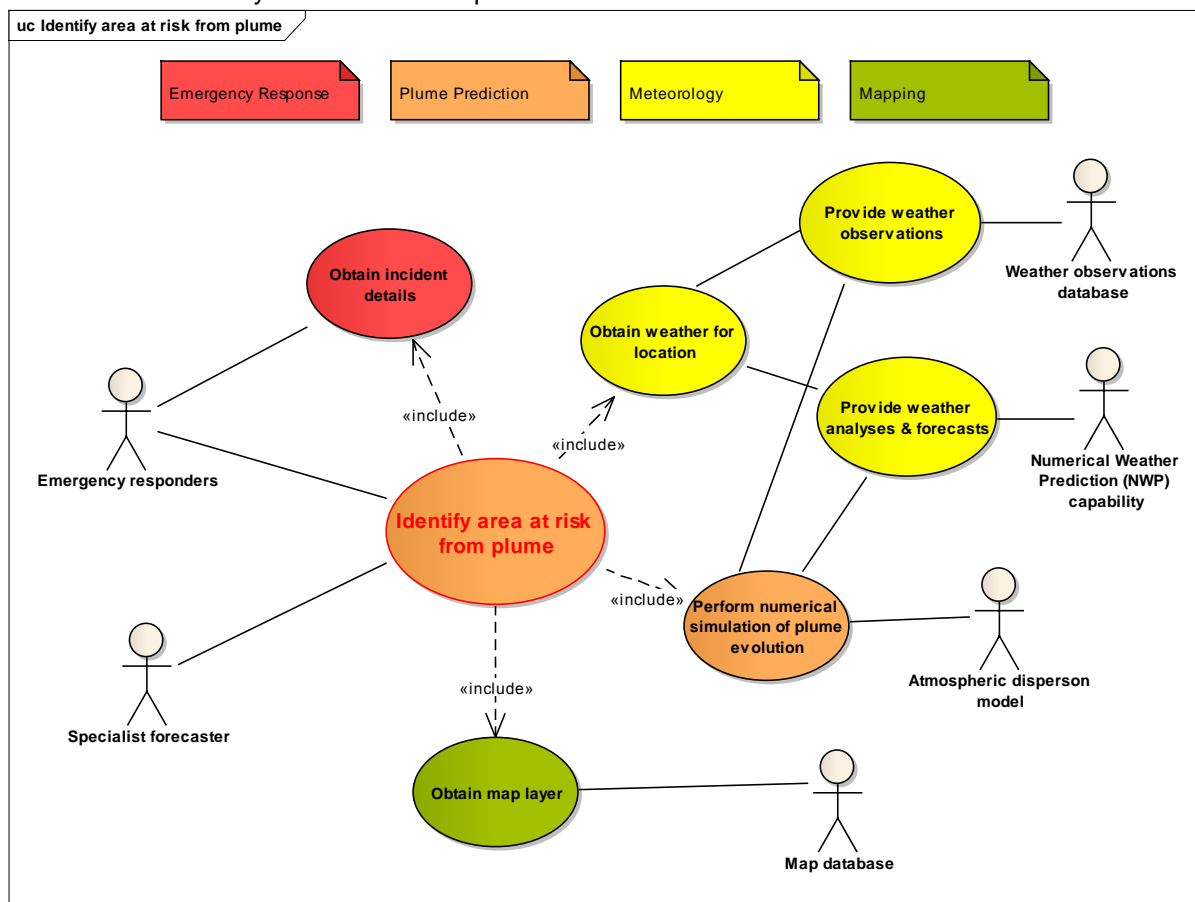 uc Identify area at risk from plume
Emergency Response
Plume Prediction
Meteorology
Mapping
Provide weather
observations
Weather observations
database
Obtain incident
details
Obtain weather for
location
Provide weather
analyses & forecasts
Numerical Weather
Prediction (NWP)
capability
«include»
«include»
Emergency responders
Identify area at risk
from plume
«include»
Perform numerical
simulation of plume
evolution
Atmospheric disperson
model
Specialist forecaster
«include»
Obtain map layer
Map database